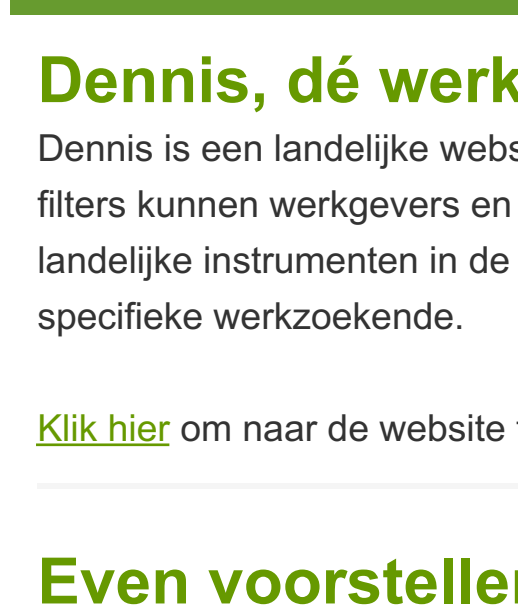 Dennis, dé werk
Dennis is een landelijke webs
filters kunnen werkgevers en
landelijke instrumenten in de
specifieke werkzoekende.
Klik hier om naar de website
Even voorstelle